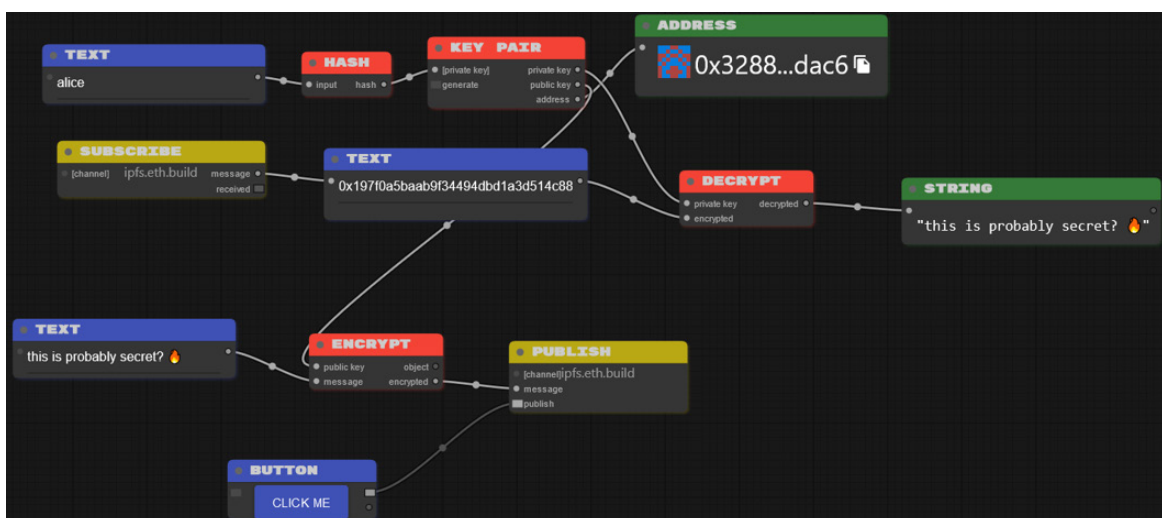 TEXT
alice
HASH
input hash
KEY PAIR
[private key] private key
generate public key
address
ADDRESS
0x3288...dac6
SUBSCRIBE
[channel] ipfs.eth.build message
received
TEXT
0x197f0a5baab9f34494dbd1a3d514c88
DECRYPT
private key decrypted
encrypted
STRING
"this is probably secret? 🔥"
TEXT
this is probably secret? 🔥
ENCRYPT
public key object
message encrypted
PUBLISH
[channel]ipfs.eth.build
message
publish
BUTTON
CLICK ME